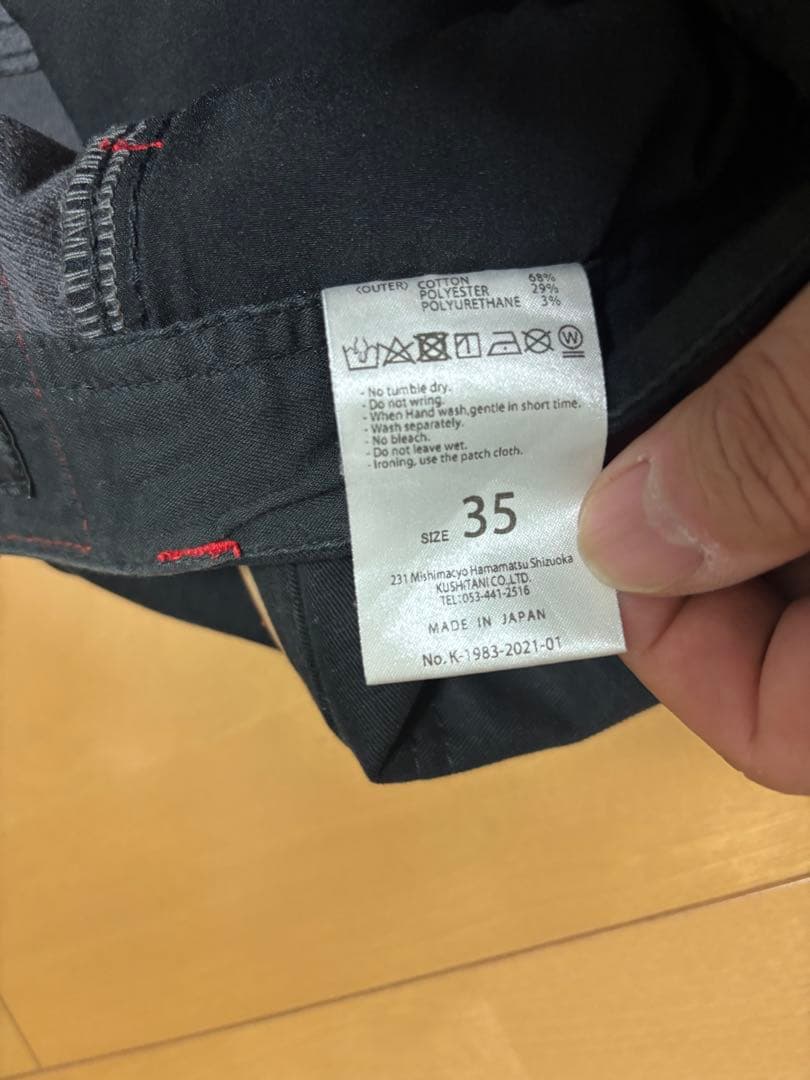 (OUTER) COTTON 68%
POLYESTER 29%
POLYURETHANE 3%
W
- No tumble dry.
- Do not wring.
- When Hand wash,gentle in short time.
- Wash separately.
- No bleach.
- Do not leave wet.
- Ironing, use the patch cloth.
SIZE 35
231 Mishimacyo Hamamatsu Shizuoka
KUSHITANI CO.,LTD.
TEL:053-441-2516
MADE IN JAPAN
No. K-1983-2021-01